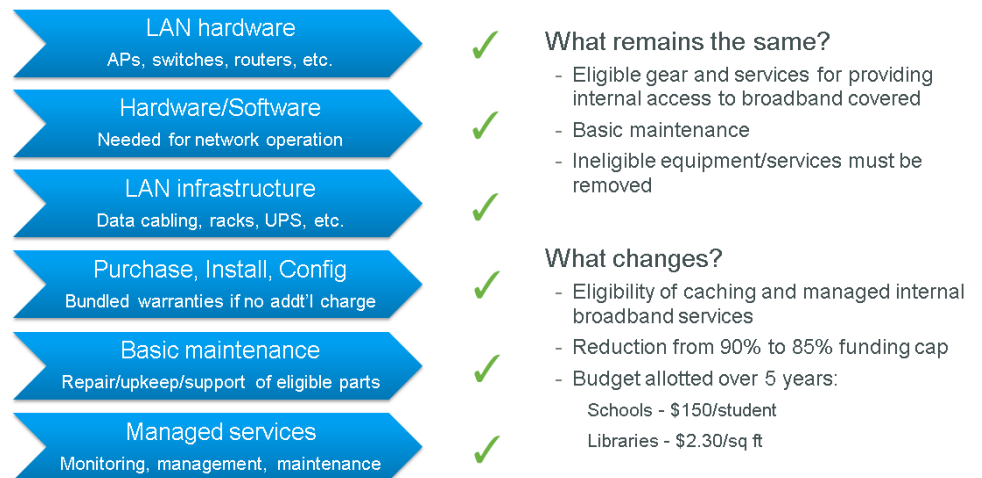 LAN hardware
APs, switches, routers, etc.
Hardware/Software
Needed for network operation
LAN infrastructure
Data cabling, racks, UPS, etc.
Purchase, Install, Config
Bundled warranties if no addt'l charge
Basic maintenance
Repair/upkeep/support of eligible parts
Managed services
Monitoring, management, maintenance
What remains the same?
- Eligible gear and services for providing
internal access to broadband covered
- Basic maintenance
- Ineligible equipment/services must be
removed
What changes?
- Eligibility of caching and managed internal
broadband services
- Reduction from 90% to 85% funding cap
- Budget allotted over 5 years:
Schools - $150/student
Libraries - $2.30/sq ft